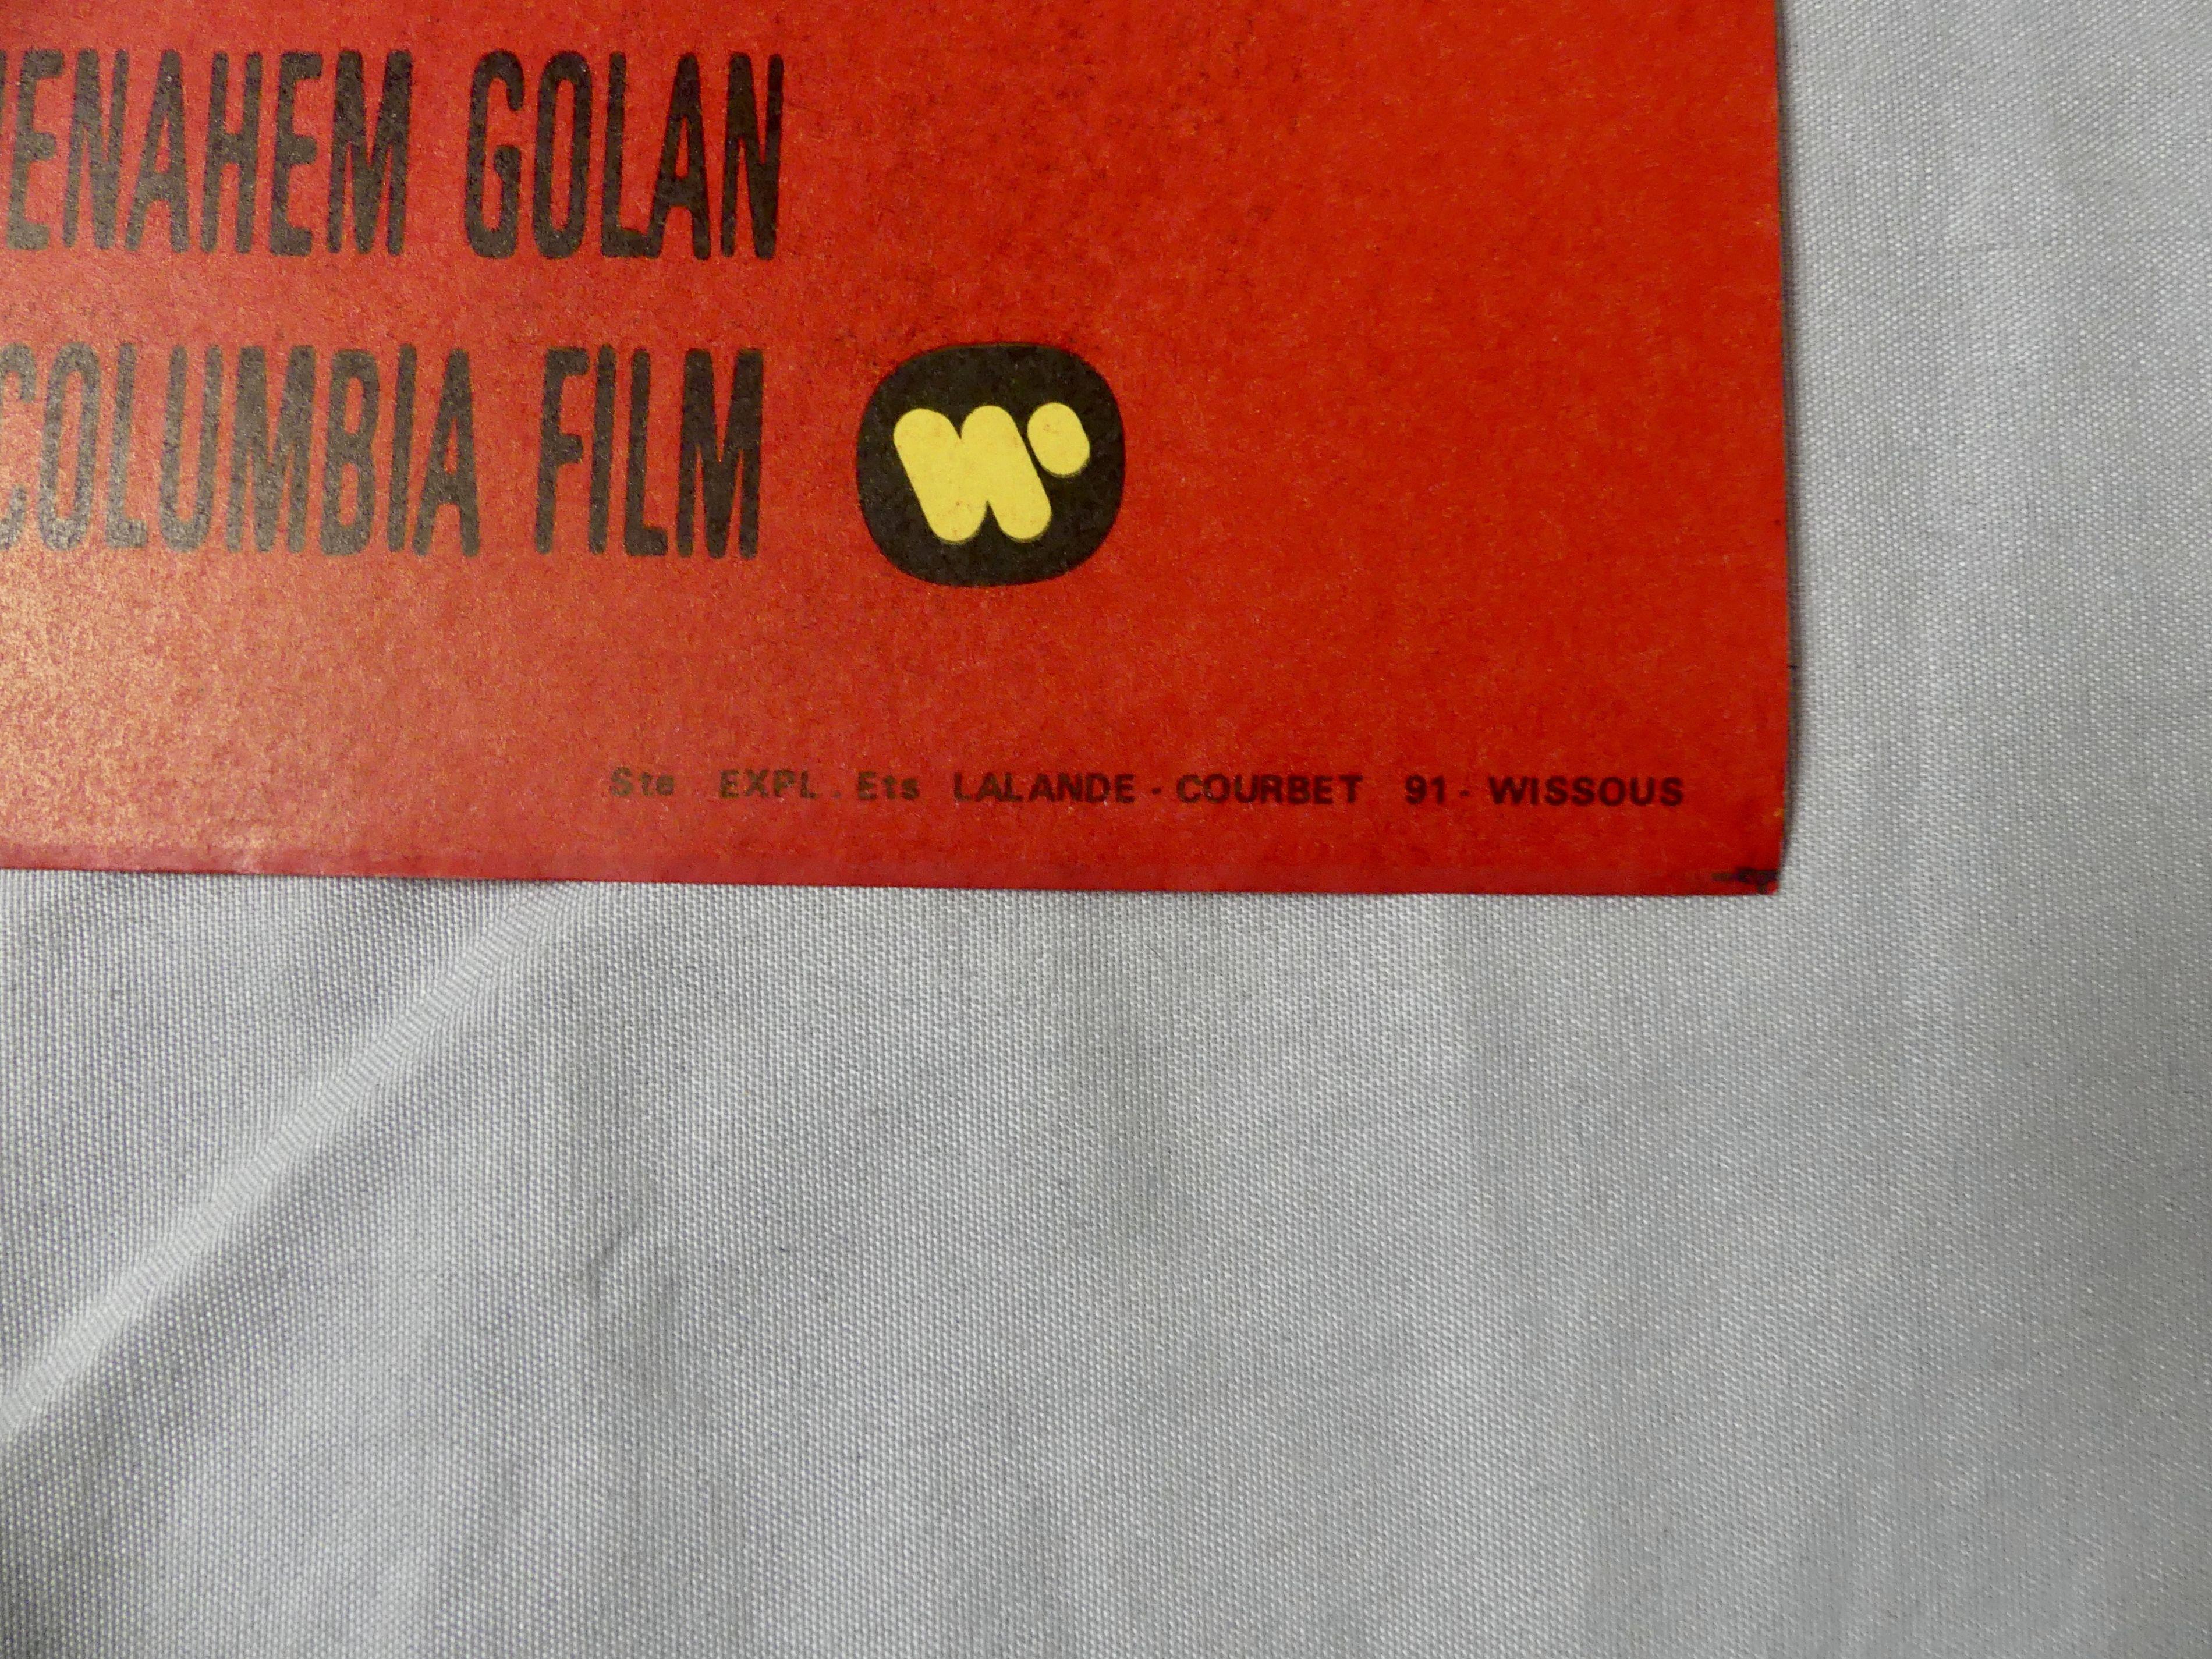 MENAHEM GOLAN
COLUMBIA FILM
Ste EXPL. Ets LALANDE - COURBET 91 - WISSOUS